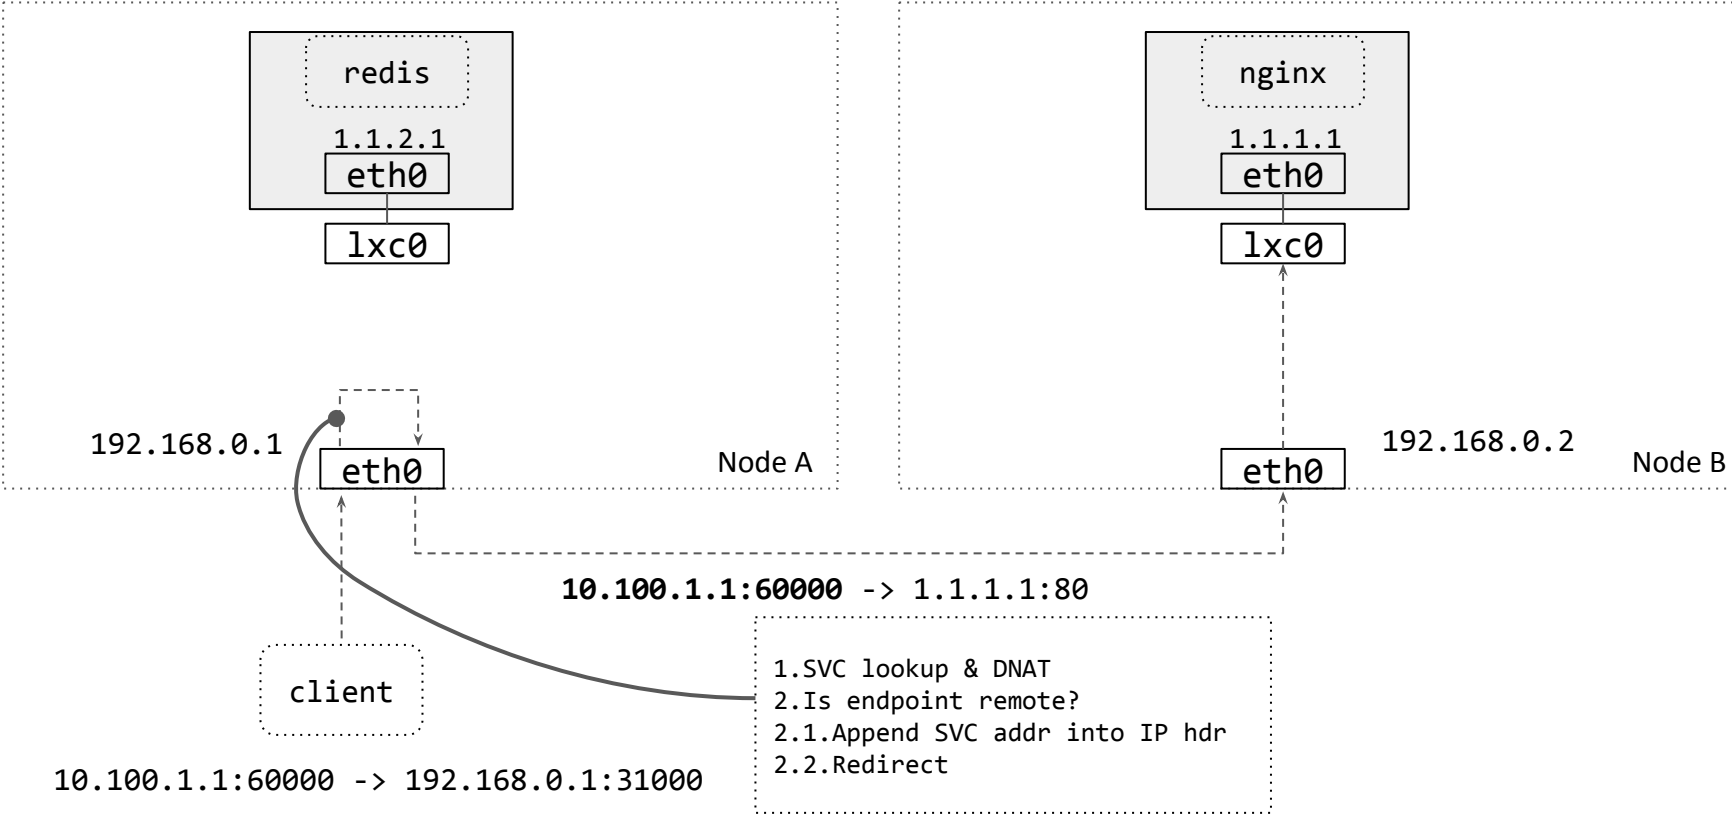 redis
1.1.2.1
eth0
lxc0
192.168.0.1
eth0
Node A
nginx
1.1.1.1
eth0
lxc0
192.168.0.2
eth0
Node B
10.100.1.1:60000 -> 1.1.1.1:80
client
10.100.1.1:60000 -> 192.168.0.1:31000
1.SVC lookup & DNAT
2.Is endpoint remote?
2.1.Append SVC addr into IP hdr
2.2.Redirect